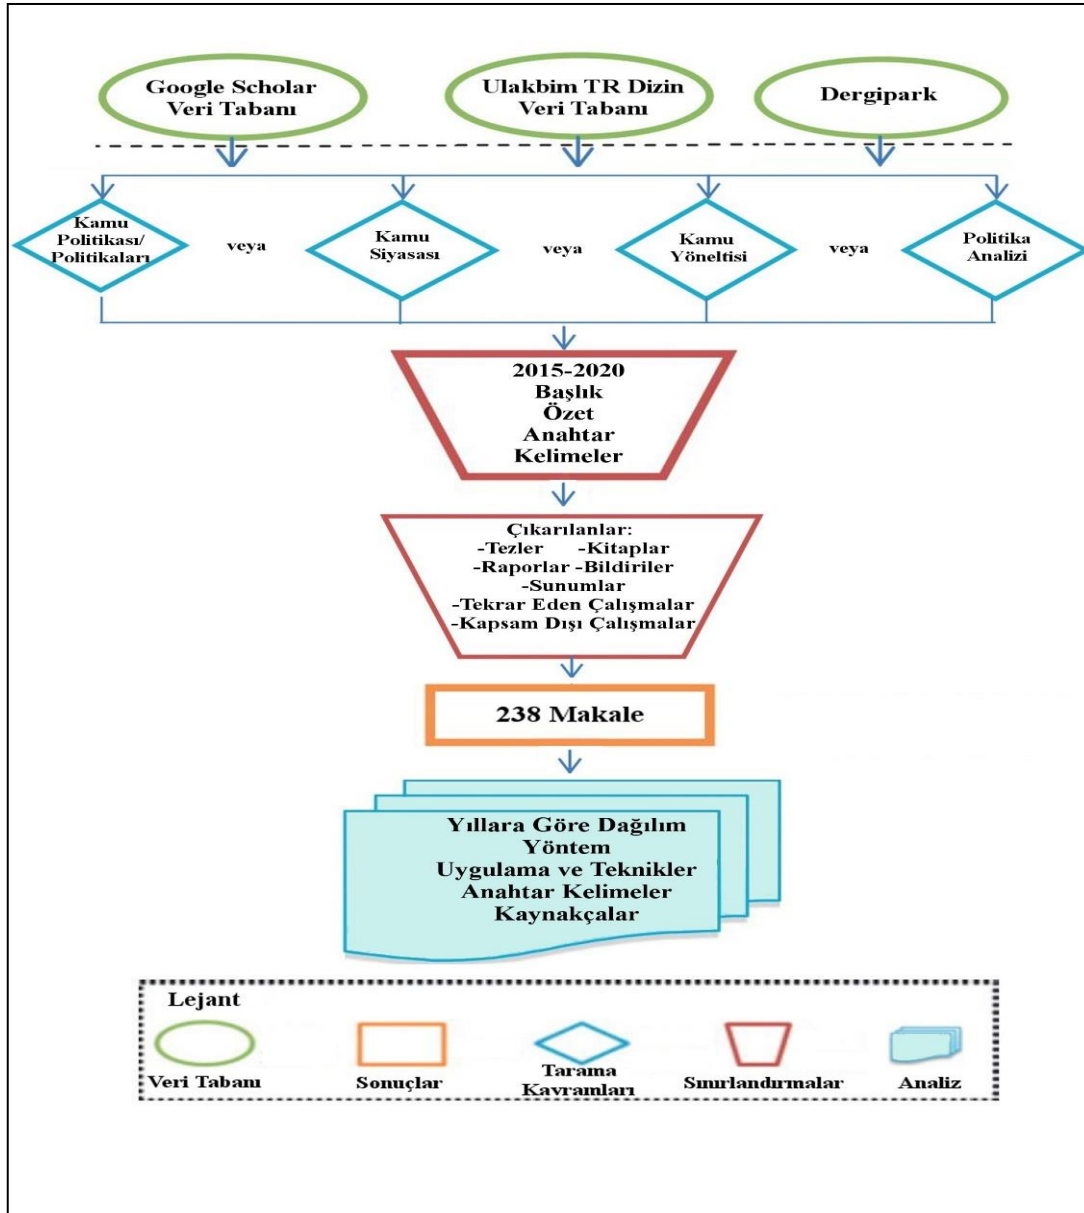 Google Scholar
Veri Tabanı
Ulakbim TR Dizin
Veri Tabanı
Dergipark
Kamu
Politikası/
Politikaları
veya
Kamu
Siyasası
veya
Kamu
Yöneltisi
veya
Politika
Analizi
2015-2020
Başlık
Özet
Anahtar
Kelimeler
Çıkarılanlar:
-Tezler -Kitaplar
-Raporlar -Bildiriler
-Sunumlar
-Tekrar Eden Çalışmalar
-Kapsam Dışı Çalışmalar
238 Makale
Yıllara Göre Dağılım
Yöntem
Uygulama ve Teknikler
Anahtar Kelimeler
Kaynakçalar
Lejant
Veri Tabanı
Sonuçlar
Tarama
Kavramları
Sınırlandırmalar
Analiz